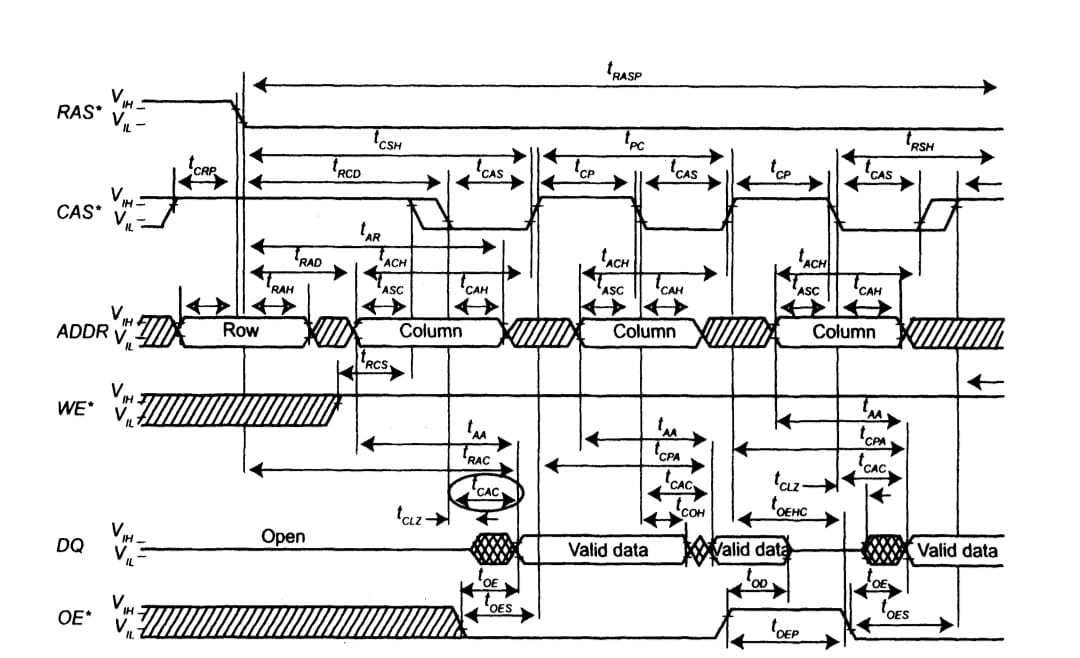 tRASP
RAS* VIH
VIL
tCSH tPC tRSH
tCRP tRCD tCAS tCP tCAS tCP tCAS
CAS* VIH
VIL
tAR
tRAD tACH tACH tACH
tRAH tASC tCAH tASC tCAH tASC tCAH
ADDR VIH
VIL
Row Column Column Column
tRCS
WE* VIH
VIL
tAA tAA tAA
tRAC tCPA tCPA
tCAC tCAC tCLZ tCAC
tCLZ tCOH tOEHC
DQ VIH
VIL
Open Valid data Valid data Valid data
tOE tOD tOE
tOES tOES
OE* VIH
VIL
tOEP